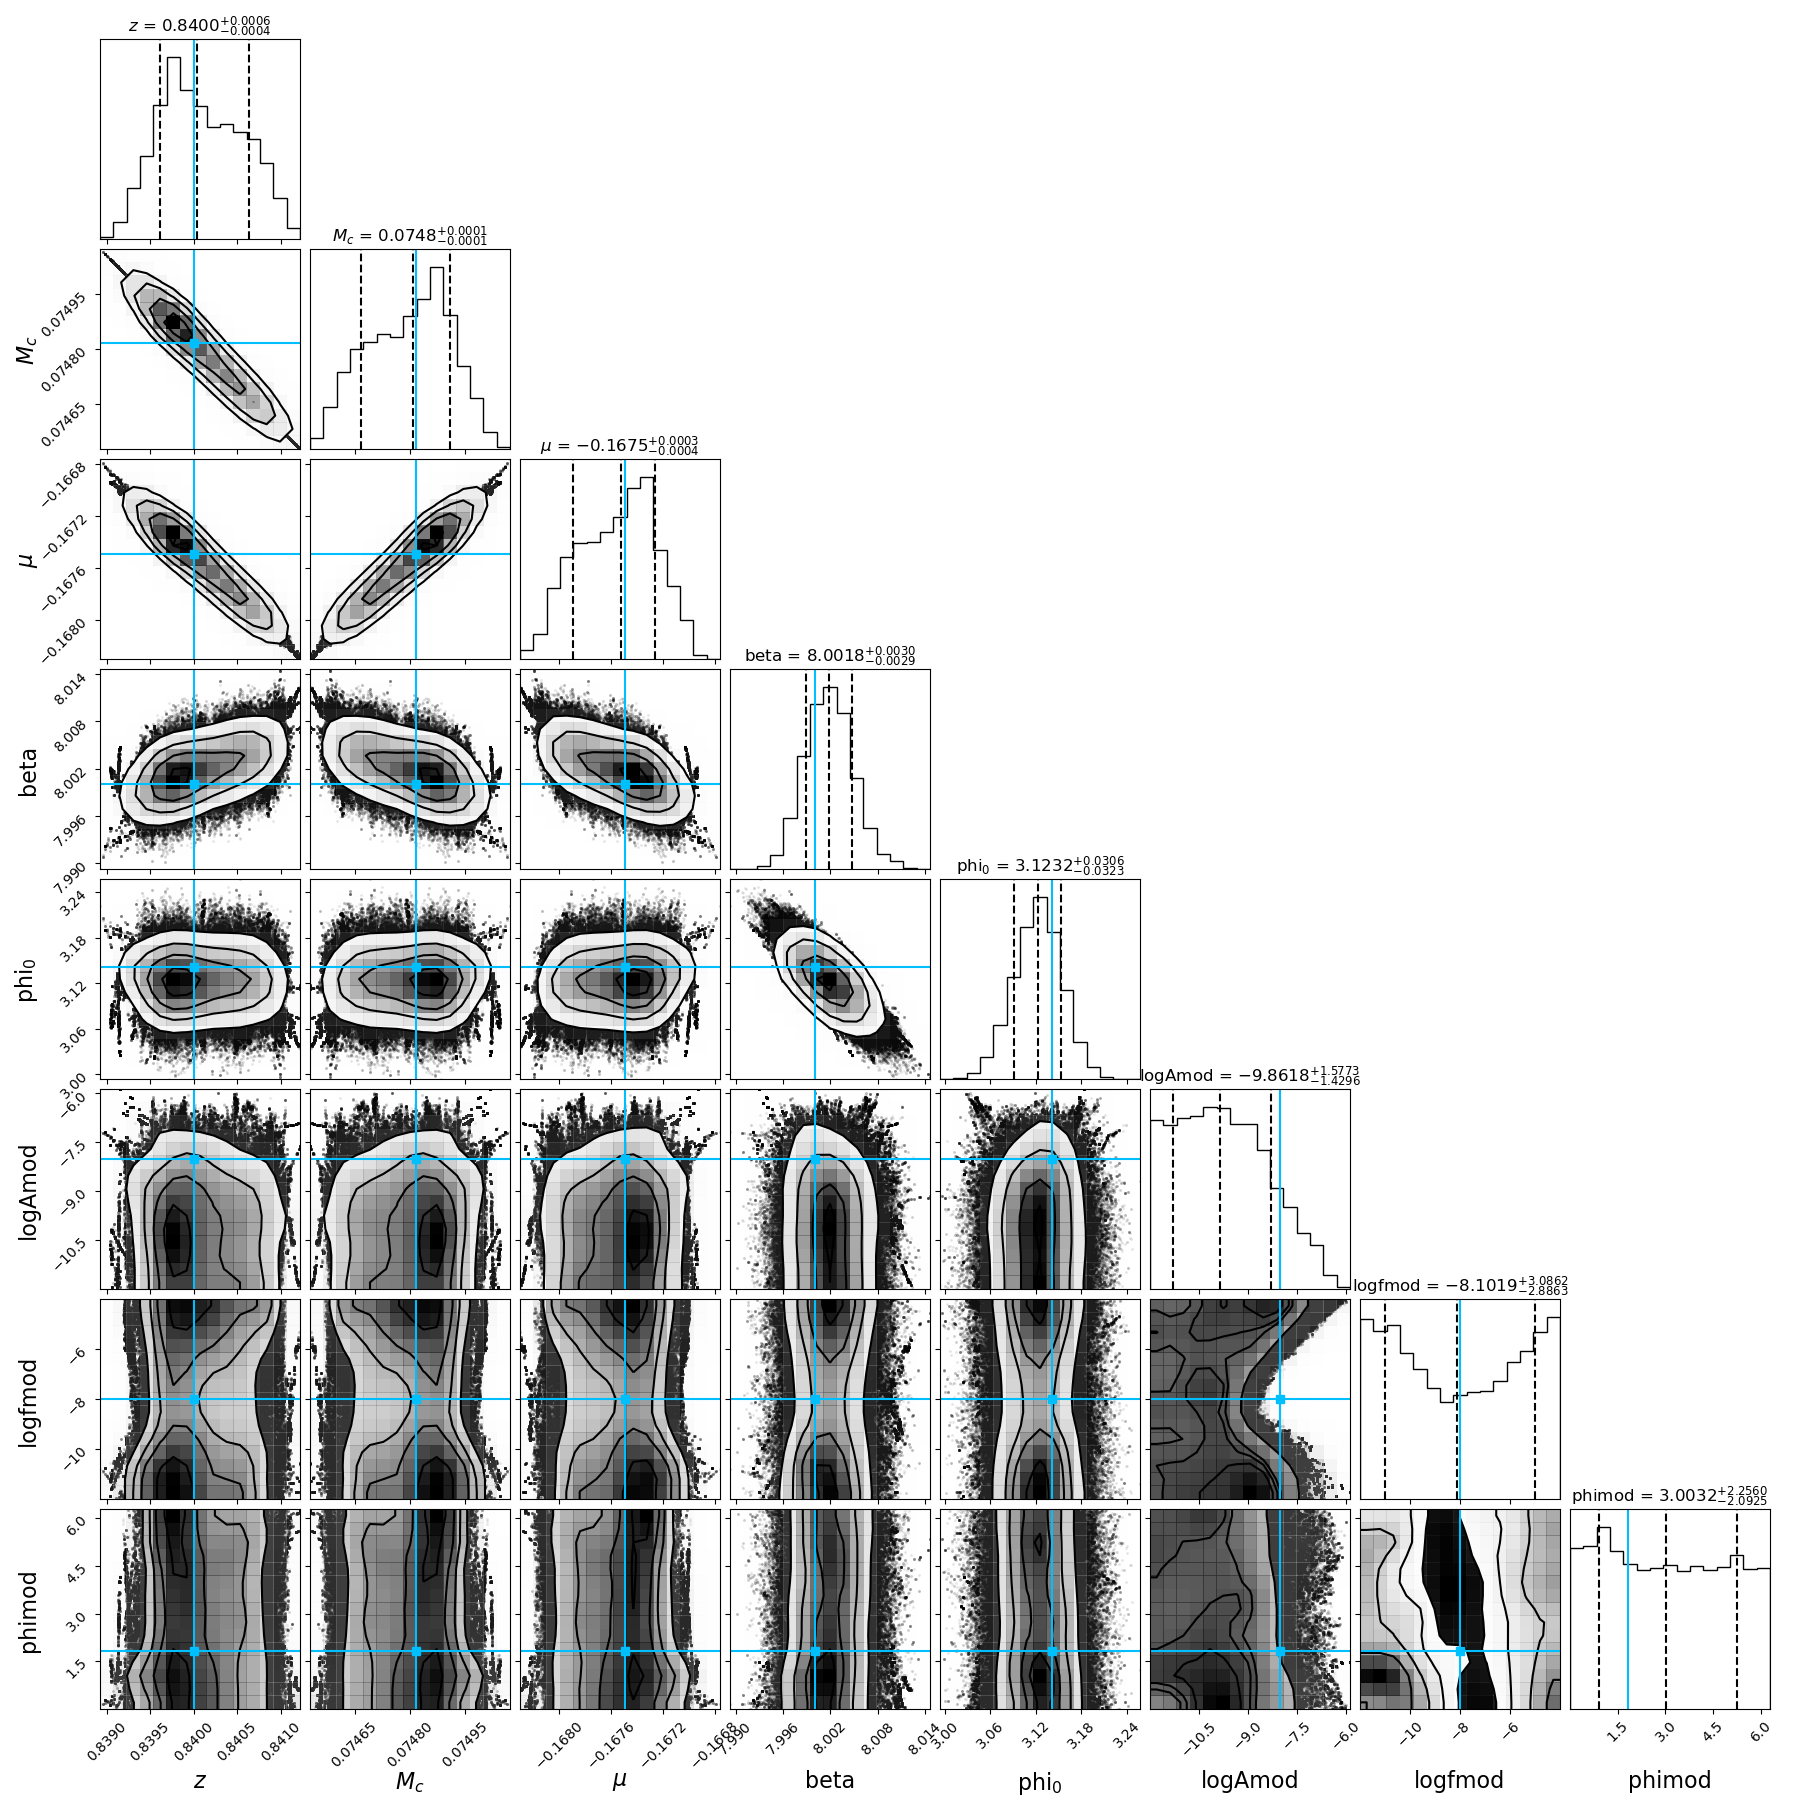 z = 0.8400+0.0006 −0.0004
M_c = 0.0748+0.0001 −0.0001
0.07495
0.07480
0.07465
M_c
μ = −0.1675+0.0003 −0.0004
−0.1668
−0.1672
−0.1676
−0.1680
μ
beta = 8.0018+0.0030 −0.0029
8.014
8.008
8.002
7.996
7.990
beta
phi_0 = 3.1232+0.0306 −0.0323
3.24
3.18
3.12
3.06
3.00
phi_0
logAmod = −9.8618+1.5773 −1.4296
−6.0
−7.5
−9.0
−10.5
logAmod
logfmod = −8.1019+3.0862 −2.8863
−6
−8
−10
logfmod
phimod = 3.0032+2.2560 −2.0925
6.0
4.5
3.0
1.5
phimod
0.8390 0.8395 0.8400 0.8405 0.8410
0.07465 0.07480 0.07495
−0.1680 −0.1676 −0.1672 −0.1668
7.990 7.996 8.002 8.008 8.014
3.00 3.06 3.12 3.18 3.24
−10.5 −9.0 −7.5 −6.0
−10 −8 −6
1.5 3.0 4.5 6.0
z M_c μ beta phi_0 logAmod logfmod phimod